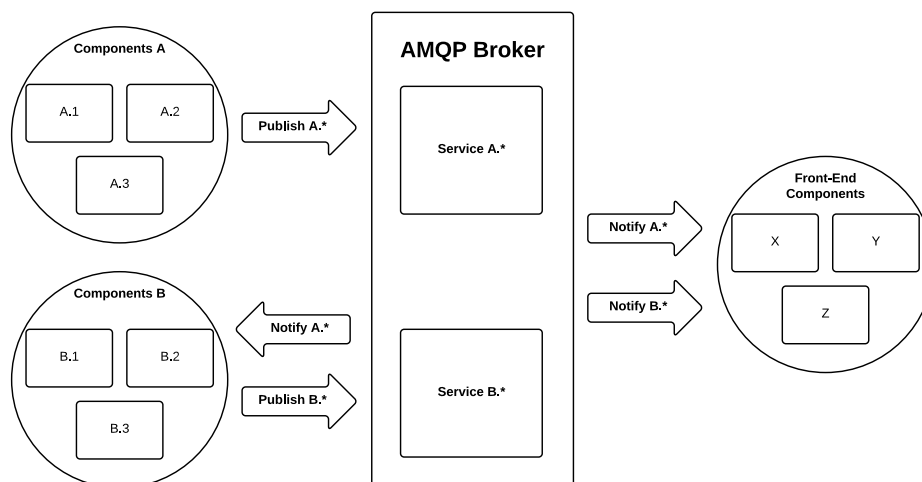 Components A
A.1
A.2
A.3
Publish A.*
AMQP Broker
Service A.*
Components B
B.1
B.2
B.3
Notify A.*
Publish B.*
Service B.*
Notify A.*
Notify B.*
Front-End
Components
X
Y
Z